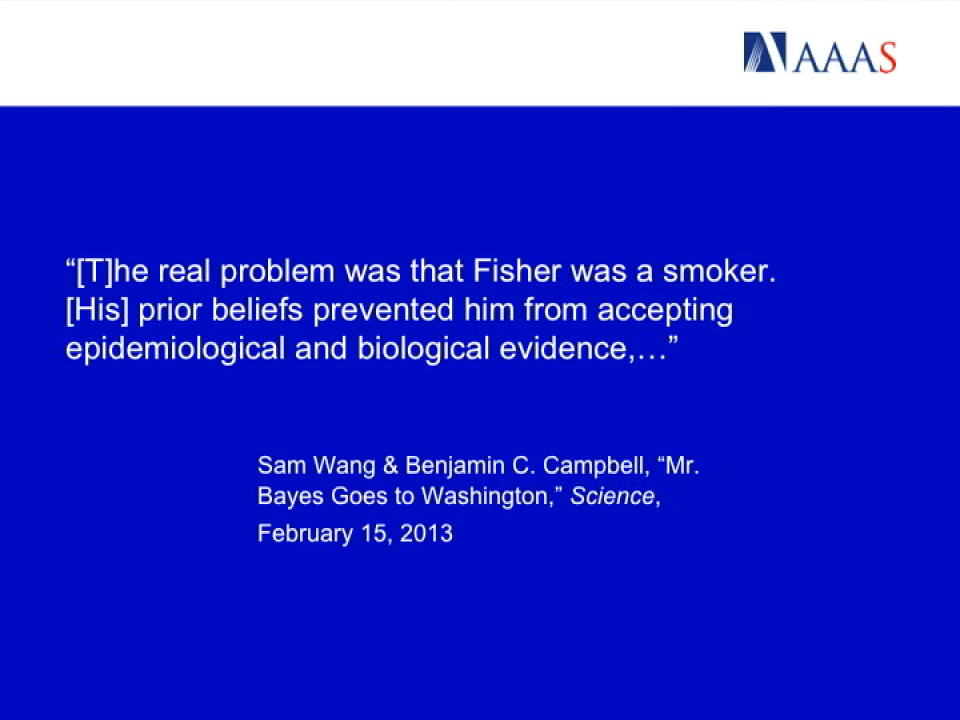 AAAS
“[T]he real problem was that Fisher was a smoker.
[His] prior beliefs prevented him from accepting
epidemiological and biological evidence,…”
Sam Wang & Benjamin C. Campbell, “Mr.
Bayes Goes to Washington,” Science,
February 15, 2013